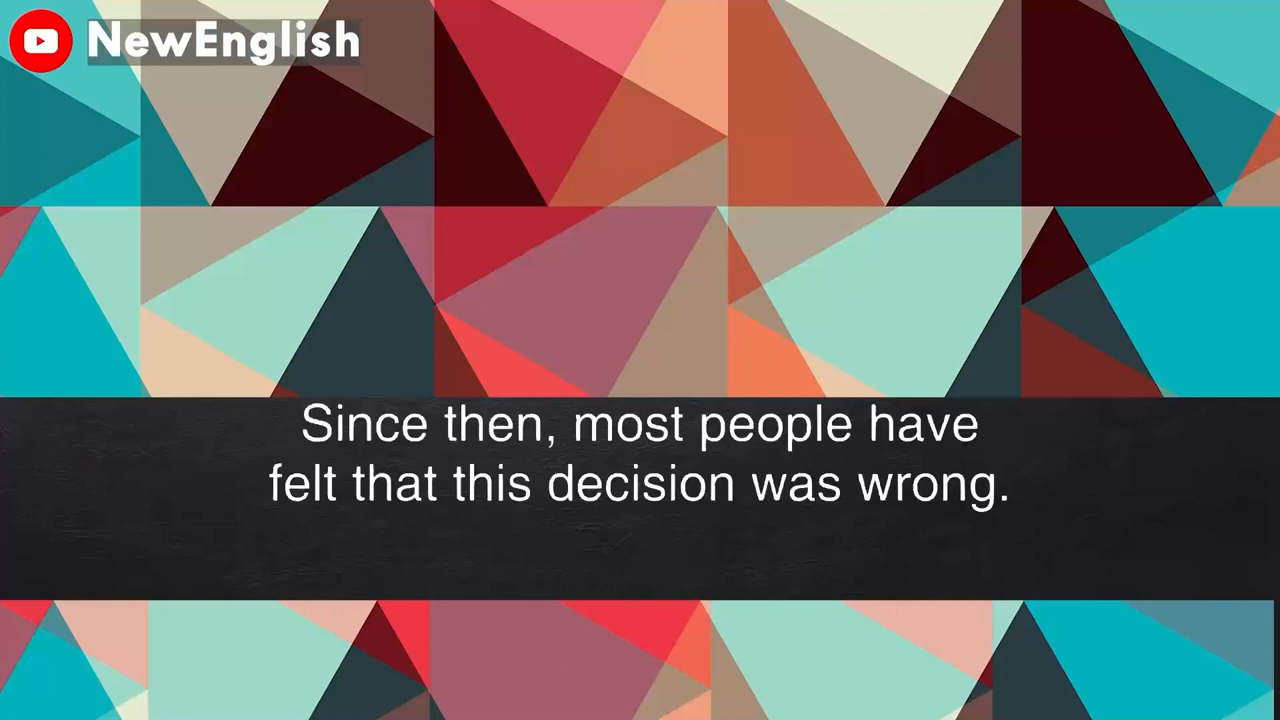 NewEnglish
Since then, most people have
felt that this decision was wrong.